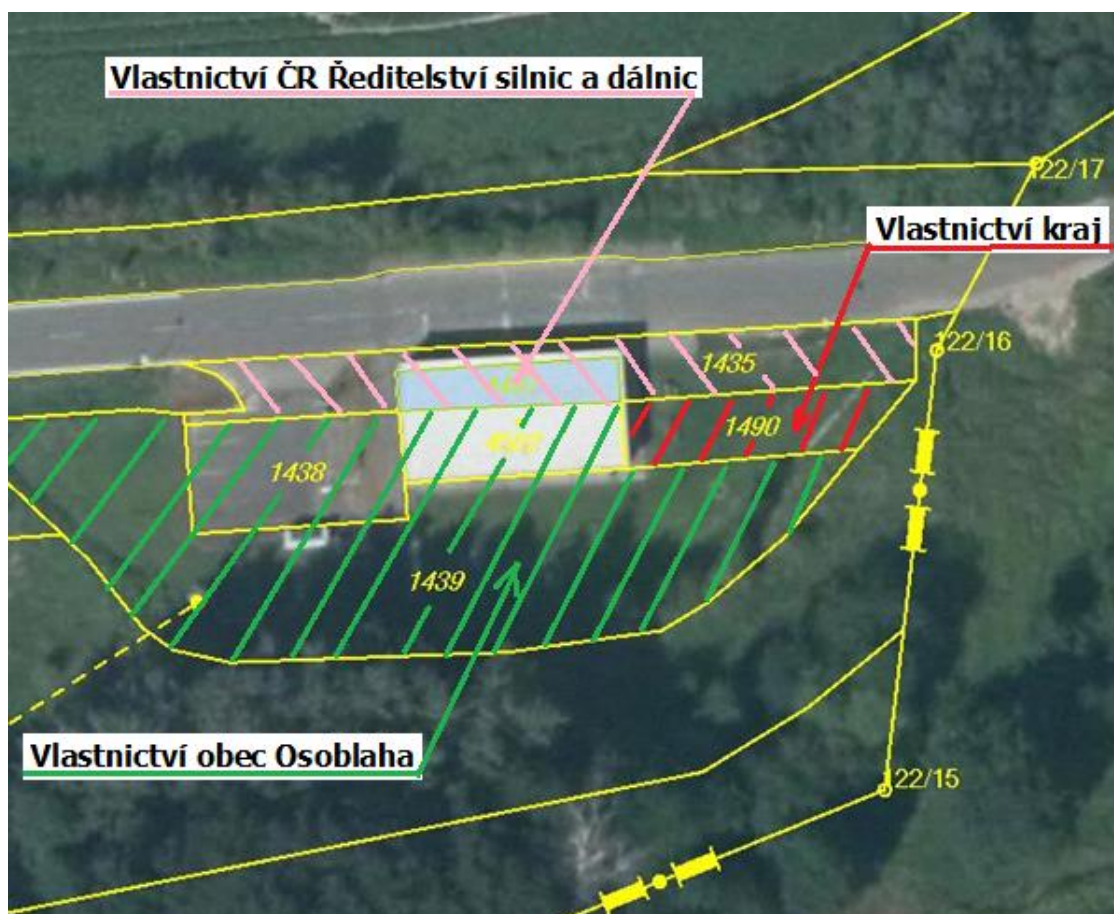 Vlastnictví ČR Ředitelství silnic a dálnic
122/17
Vlastnictví kraj
122/16
1435
1490
1438
1439
Vlastnictví obec Osoblaha
122/15